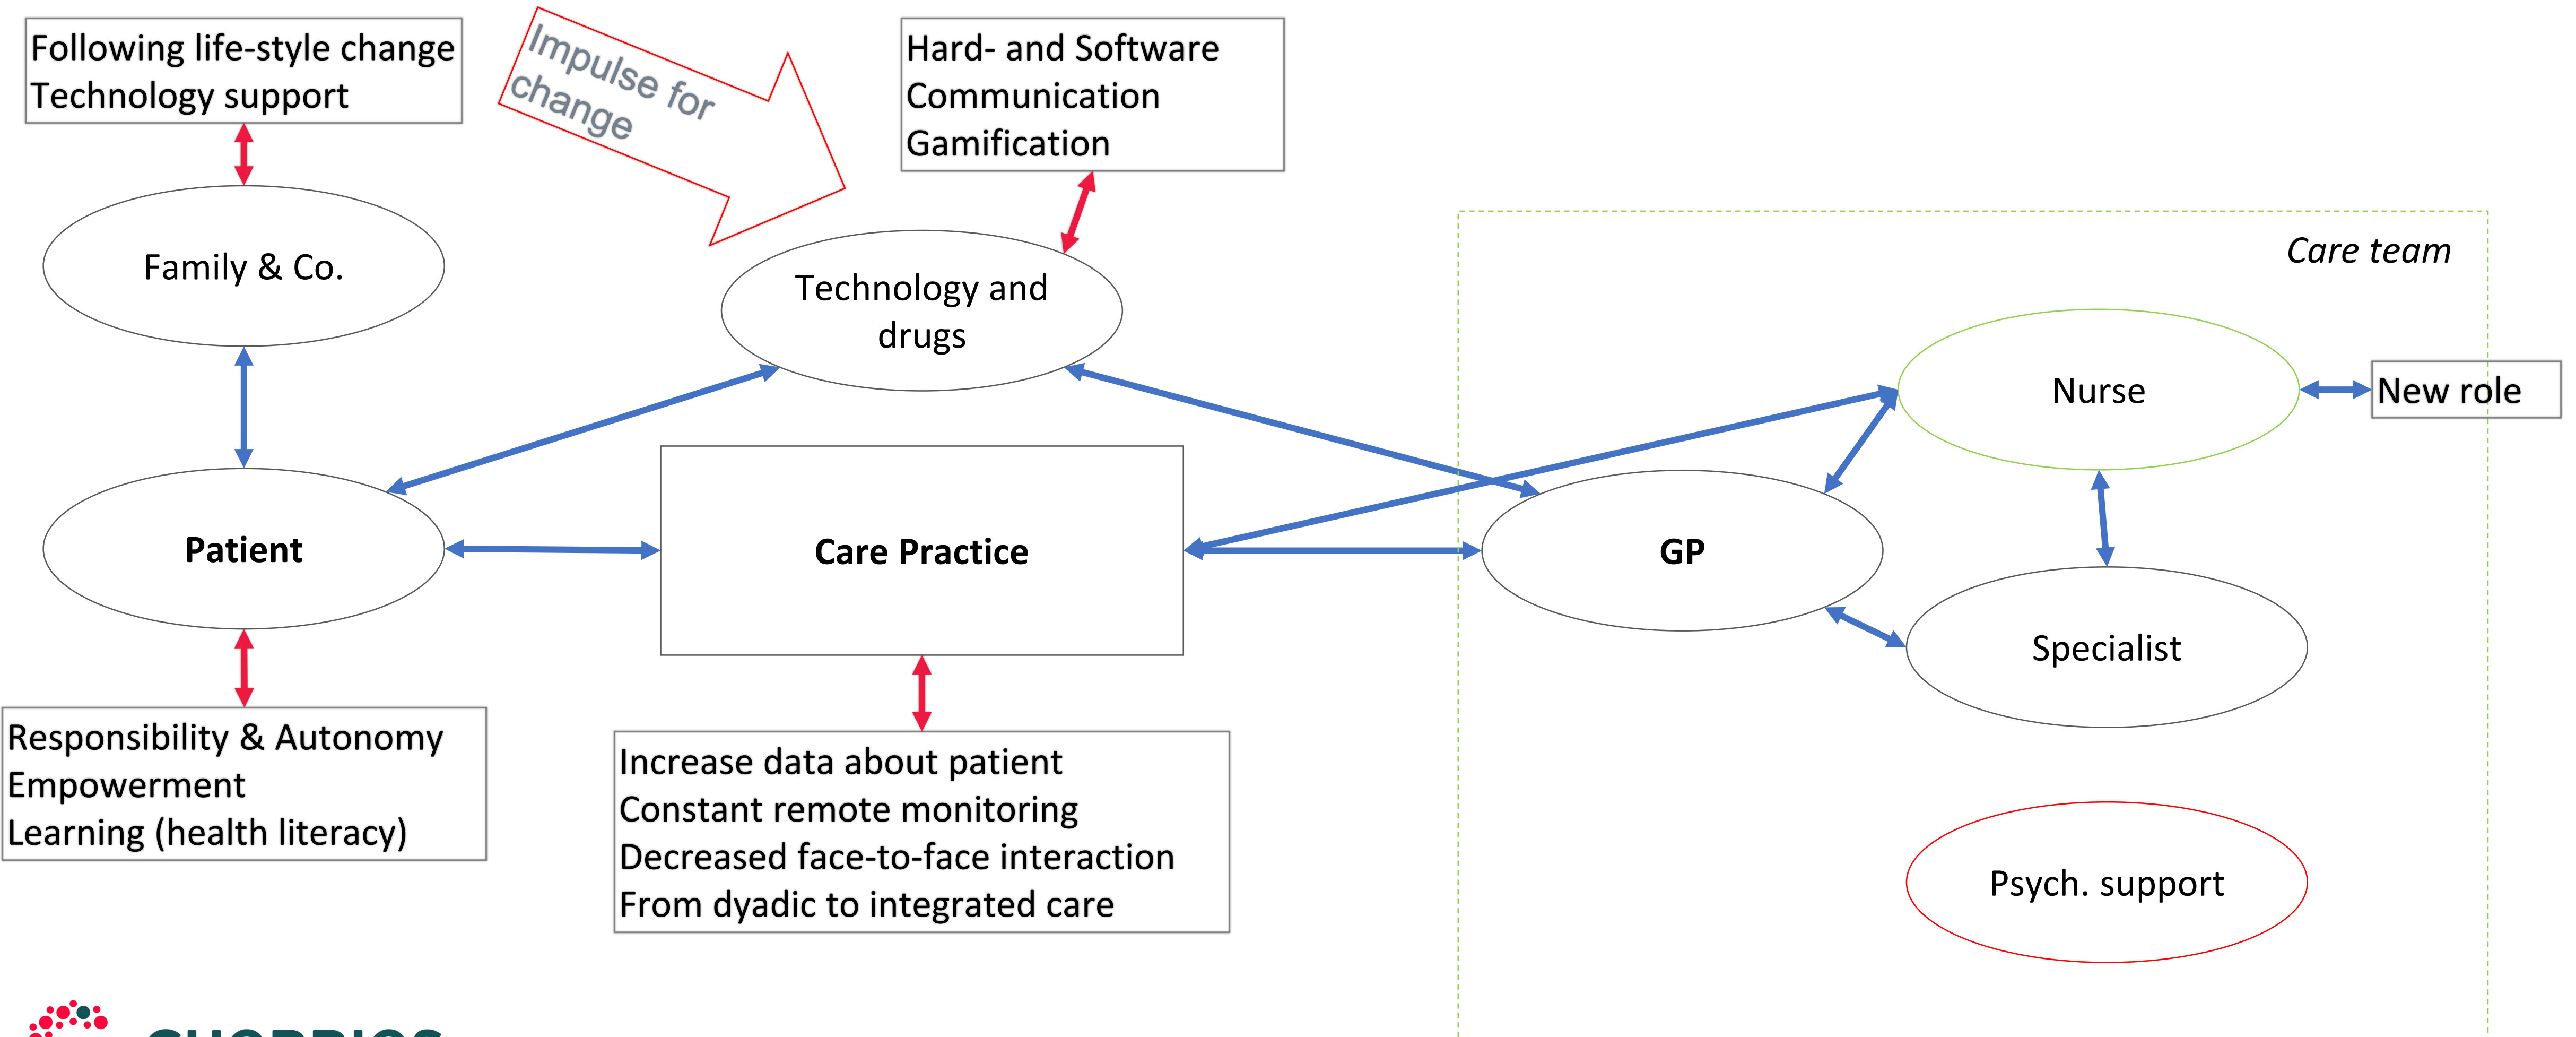 Following life-style change
Technology support
Impulse for
change
Hard- and Software
Communication
Gamification
Care team
Family & Co.
Technology and
drugs
Nurse
New role
Patient
Care Practice
GP
Specialist
Responsibility & Autonomy
Empowerment
Learning (health literacy)
Increase data about patient
Constant remote monitoring
Decreased face-to-face interaction
From dyadic to integrated care
Psych. support